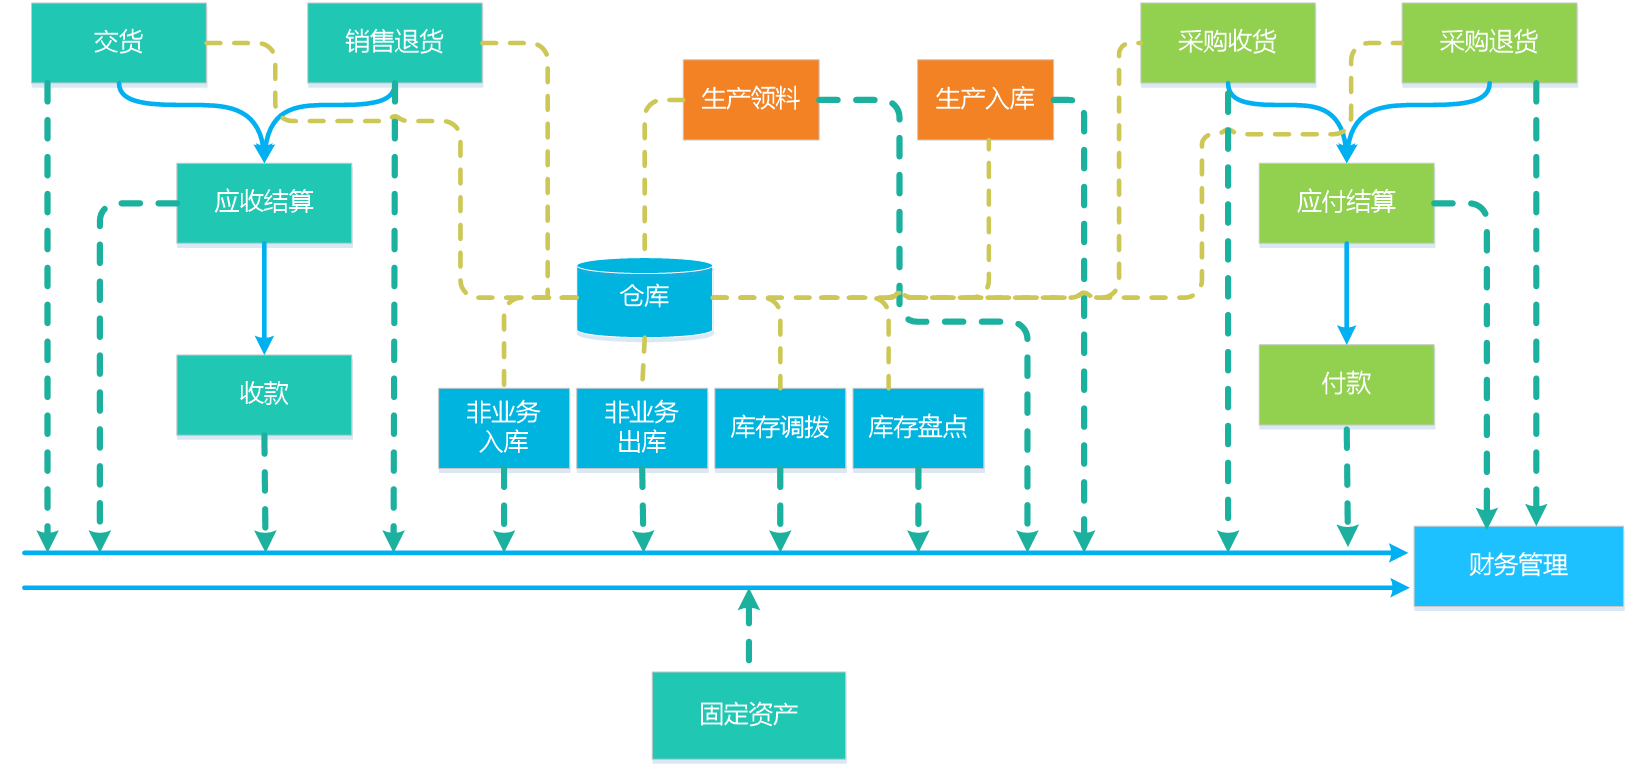 交货
销售退货
采购收货
采购退货
生产领料
生产入库
应收结算
应付结算
仓库
收款
付款
非业务
入库
非业务
出库
库存调拨
库存盘点
财务管理
固定资产